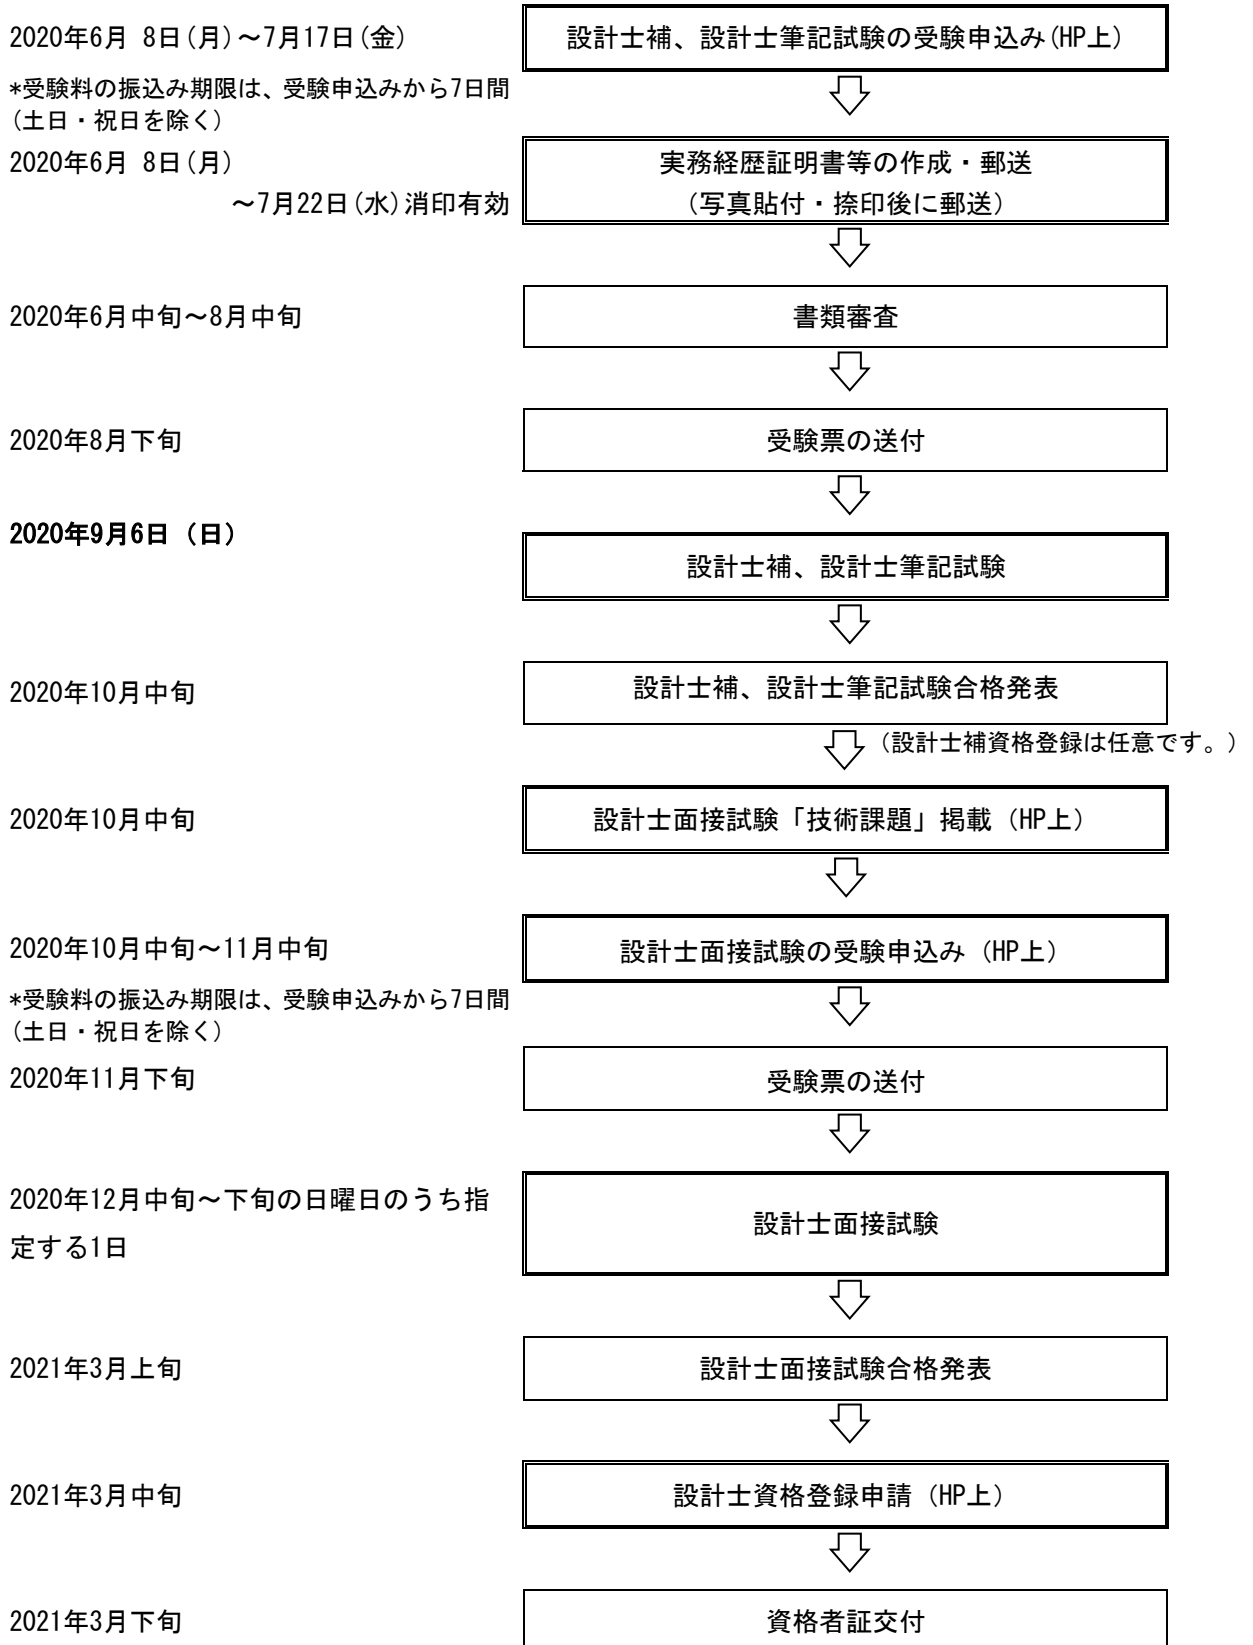 2020年6月 8日(月)～7月17日(金)
設計士補、設計士筆記試験の受験申込み(HP上)
*受験料の振込み期限は、受験申込みから7日間
(土日・祝日を除く)
2020年6月 8日(月)
～7月22日(水)消印有効
実務経歴証明書等の作成・郵送
(写真貼付・捺印後に郵送)
2020年6月中旬～8月中旬
書類審査
2020年8月下旬
受験票の送付
2020年9月6日（日）
設計士補、設計士筆記試験
2020年10月中旬
設計士補、設計士筆記試験合格発表
(設計士補資格登録は任意です。)
2020年10月中旬
設計士面接試験「技術課題」掲載（HP上）
2020年10月中旬～11月中旬
設計士面接試験の受験申込み（HP上）
*受験料の振込み期限は、受験申込みから7日間
(土日・祝日を除く)
2020年11月下旬
受験票の送付
2020年12月中旬～下旬の日曜日のうち指
定する1日
設計士面接試験
2021年3月上旬
設計士面接試験合格発表
2021年3月中旬
設計士資格登録申請（HP上）
2021年3月下旬
資格者証交付